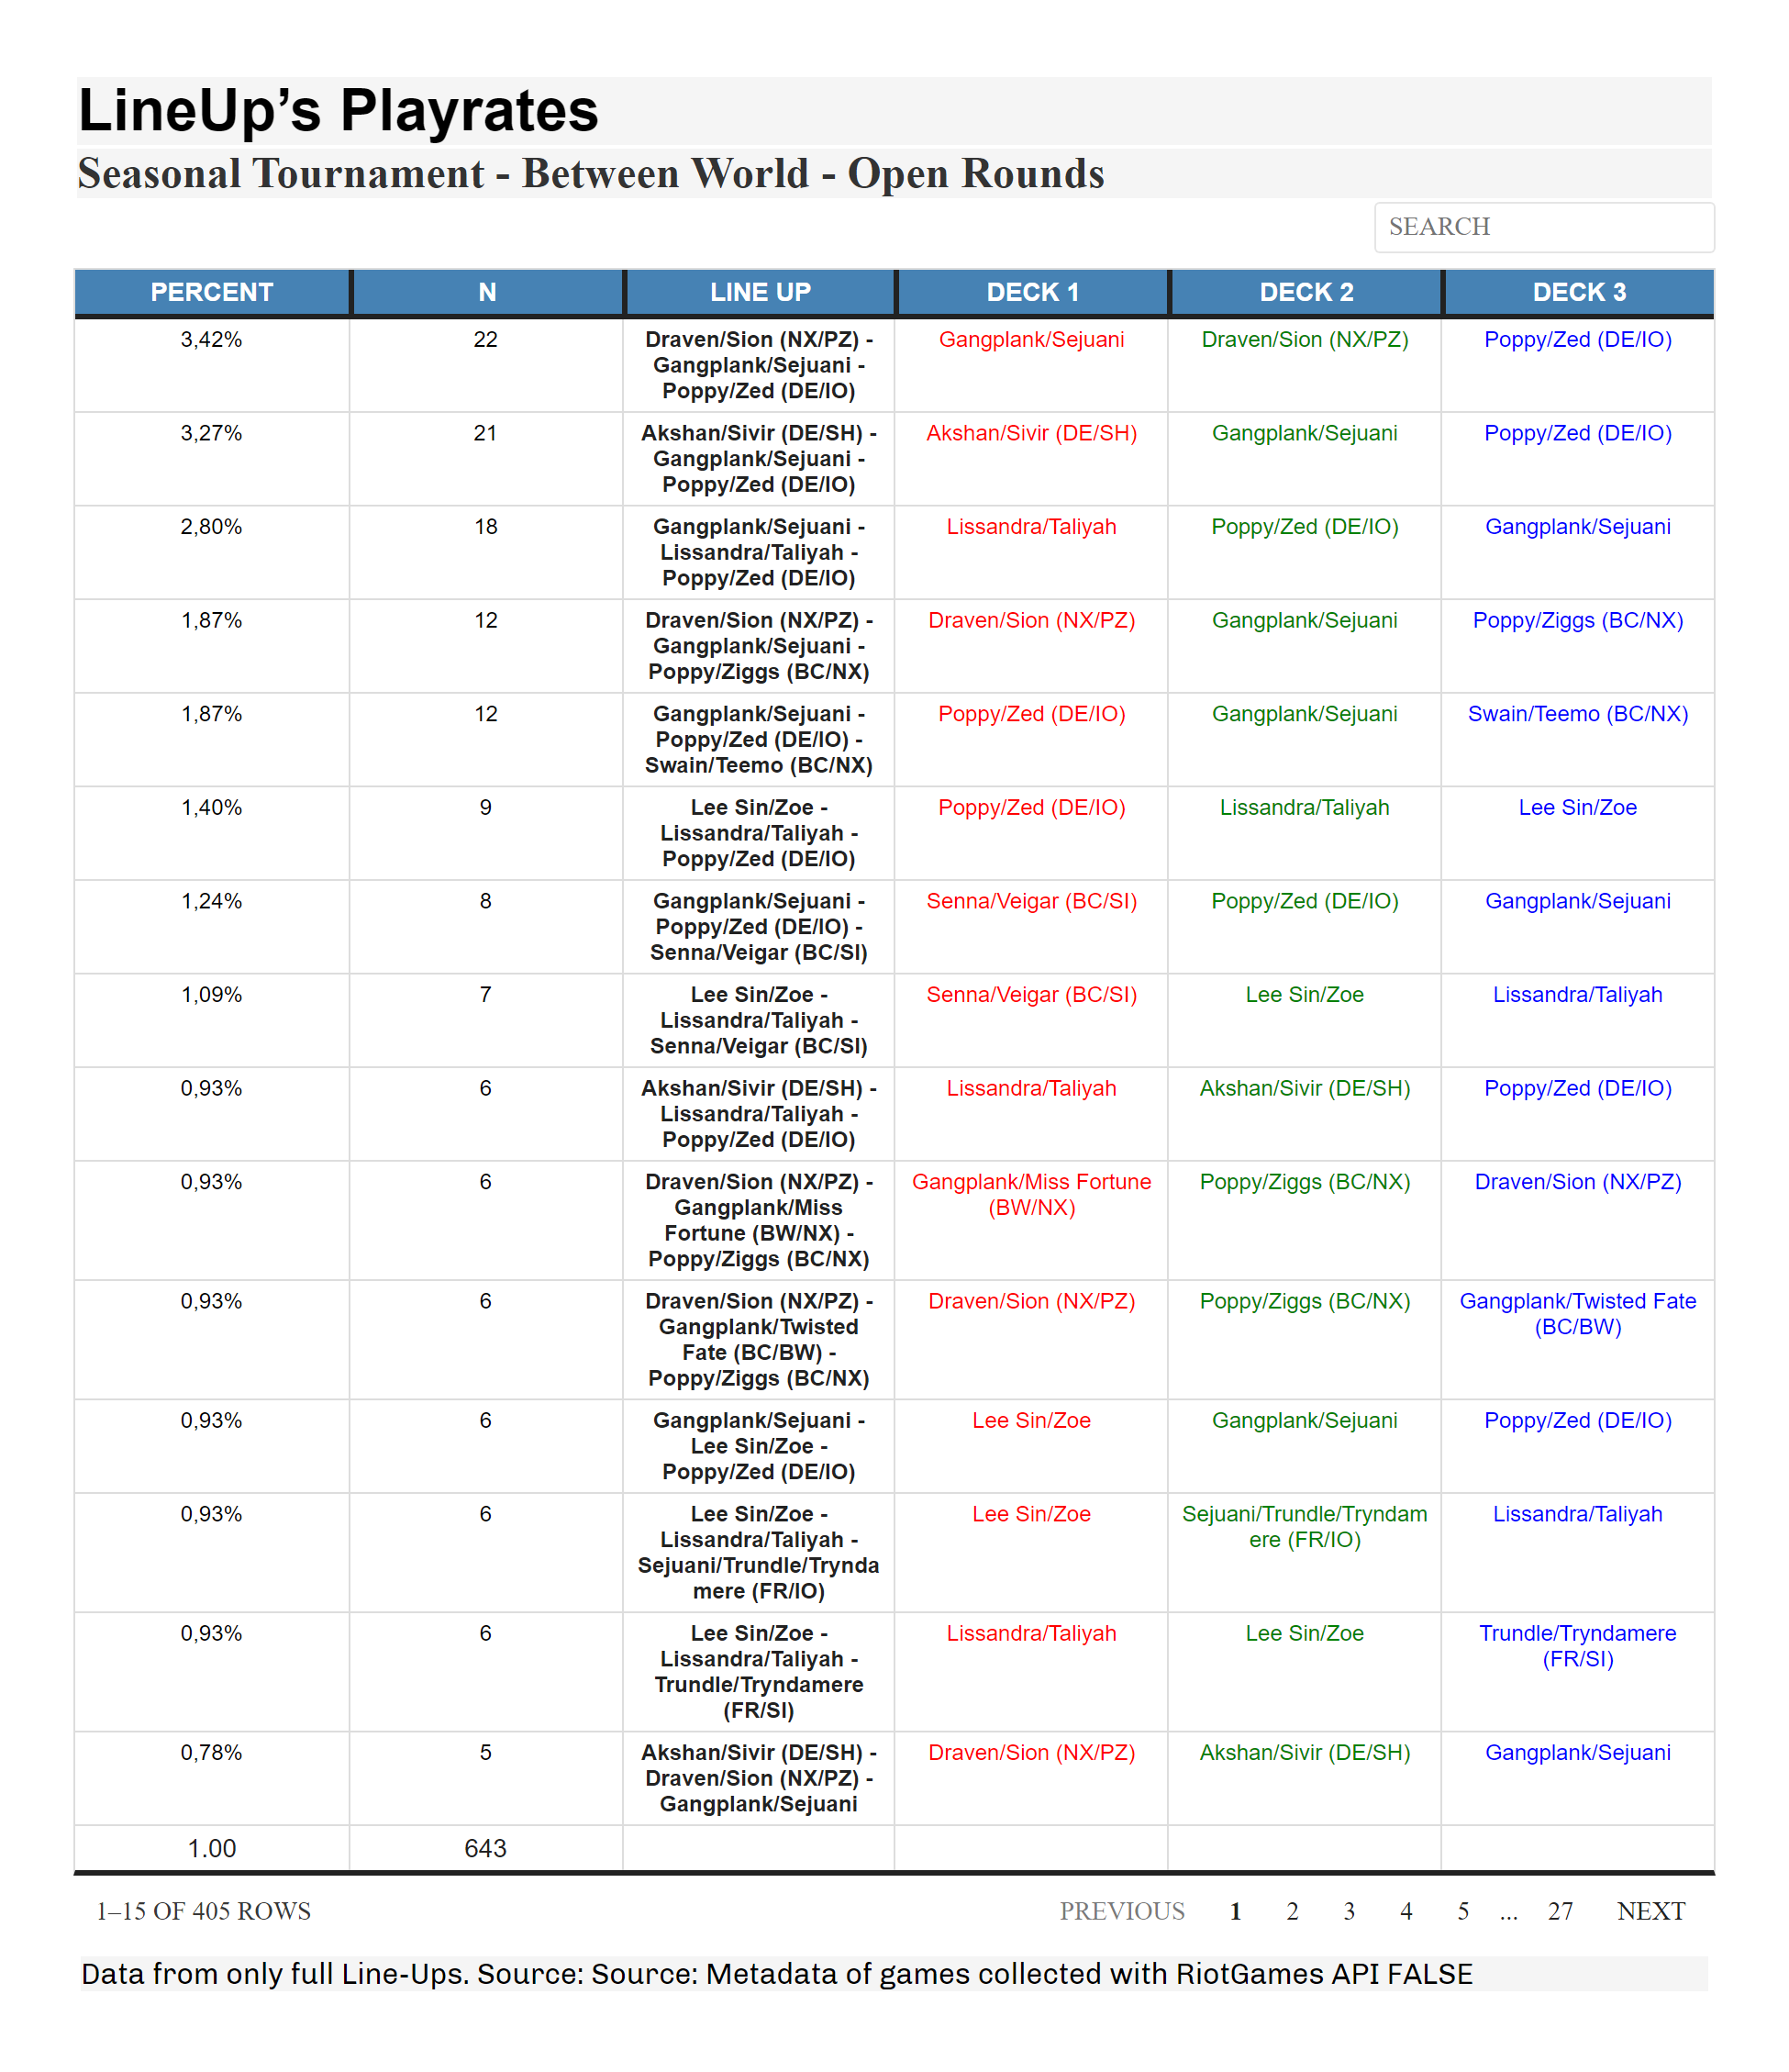 LineUp’s Playrates
Seasonal Tournament - Between World - Open Rounds
SEARCH
PERCENT N LINE UP DECK 1 DECK 2 DECK 3
3,42% 22 Draven/Sion (NX/PZ) - Gangplank/Sejuani Draven/Sion (NX/PZ) Poppy/Zed (DE/IO)
Gangplank/Sejuani -
Poppy/Zed (DE/IO)
3,27% 21 Akshan/Sivir (DE/SH) - Akshan/Sivir (DE/SH) Gangplank/Sejuani Poppy/Zed (DE/IO)
Gangplank/Sejuani -
Poppy/Zed (DE/IO)
2,80% 18 Gangplank/Sejuani - Lissandra/Taliyah Poppy/Zed (DE/IO) Gangplank/Sejuani
Lissandra/Taliyah -
Poppy/Zed (DE/IO)
1,87% 12 Draven/Sion (NX/PZ) - Draven/Sion (NX/PZ) Gangplank/Sejuani Poppy/Ziggs (BC/NX)
Gangplank/Sejuani -
Poppy/Ziggs (BC/NX)
1,87% 12 Gangplank/Sejuani - Poppy/Zed (DE/IO) Gangplank/Sejuani Swain/Teemo (BC/NX)
Poppy/Zed (DE/IO) -
Swain/Teemo (BC/NX)
1,40% 9 Lee Sin/Zoe - Poppy/Zed (DE/IO) Lissandra/Taliyah Lee Sin/Zoe
Lissandra/Taliyah -
Poppy/Zed (DE/IO)
1,24% 8 Gangplank/Sejuani - Senna/Veigar (BC/SI) Poppy/Zed (DE/IO) Gangplank/Sejuani
Poppy/Zed (DE/IO) -
Senna/Veigar (BC/SI)
1,09% 7 Lee Sin/Zoe - Senna/Veigar (BC/SI) Lee Sin/Zoe Lissandra/Taliyah
Lissandra/Taliyah -
Senna/Veigar (BC/SI)
0,93% 6 Akshan/Sivir (DE/SH) - Lissandra/Taliyah Akshan/Sivir (DE/SH) Poppy/Zed (DE/IO)
Lissandra/Taliyah -
Poppy/Zed (DE/IO)
0,93% 6 Draven/Sion (NX/PZ) - Gangplank/Miss Fortune Poppy/Ziggs (BC/NX) Draven/Sion (NX/PZ)
Gangplank/Miss (BW/NX)
Fortune (BW/NX) -
Poppy/Ziggs (BC/NX)
0,93% 6 Draven/Sion (NX/PZ) - Draven/Sion (NX/PZ) Poppy/Ziggs (BC/NX) Gangplank/Twisted Fate
Gangplank/Twisted (BC/BW)
Fate (BC/BW) -
Poppy/Ziggs (BC/NX)
0,93% 6 Gangplank/Sejuani - Lee Sin/Zoe Gangplank/Sejuani Poppy/Zed (DE/IO)
Lee Sin/Zoe -
Poppy/Zed (DE/IO)
0,93% 6 Lee Sin/Zoe - Lee Sin/Zoe Sejuani/Trundle/Tryndam Lissandra/Taliyah
Lissandra/Taliyah - ere (FR/IO)
Sejuani/Trundle/Trynda
mere (FR/IO)
0,93% 6 Lee Sin/Zoe - Lissandra/Taliyah Lee Sin/Zoe Trundle/Tryndamere
Lissandra/Taliyah - (FR/SI)
Trundle/Tryndamere
(FR/SI)
0,78% 5 Akshan/Sivir (DE/SH) - Draven/Sion (NX/PZ) Akshan/Sivir (DE/SH) Gangplank/Sejuani
Draven/Sion (NX/PZ) -
Gangplank/Sejuani
1.00 643
1–15 OF 405 ROWS PREVIOUS 1 2 3 4 5 ... 27 NEXT
Data from only full Line-Ups. Source: Source: Metadata of games collected with RiotGames API FALSE